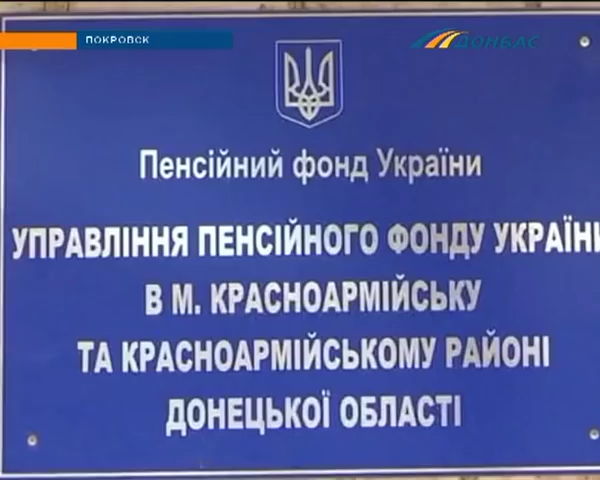 ПОКРОВСК
ДОНБАС
Пенсійний фонд України
УПРАВЛІННЯ ПЕНСІЙНОГО ФОНДУ УКРАЇНИ
В М. КРАСНОАРМІЙСЬКУ
ТА КРАСНОАРМІЙСЬКОМУ РАЙОНІ
ДОНЕЦЬКОЇ ОБЛАСТІ